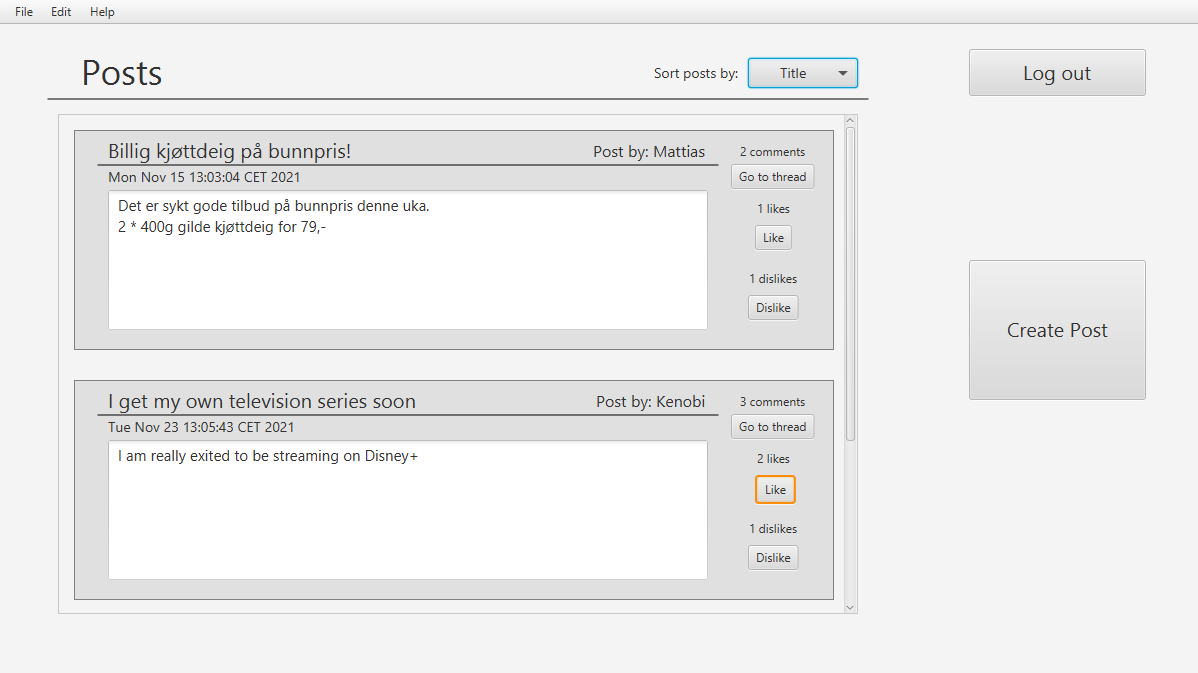 File Edit Help
Posts
Sort posts by: Title
Log out
Billig kjøttdeig på bunnpris! Post by: Mattias
Mon Nov 15 13:03:04 CET 2021
Det er sykt gode tilbud på bunnpris denne uka.
2 * 400g gilde kjøttdeig for 79,-
2 comments
Go to thread
1 likes
Like
1 dislikes
Dislike
Create Post
I get my own television series soon Post by: Kenobi
Tue Nov 23 13:05:43 CET 2021
I am really exited to be streaming on Disney+
3 comments
Go to thread
2 likes
Like
1 dislikes
Dislike